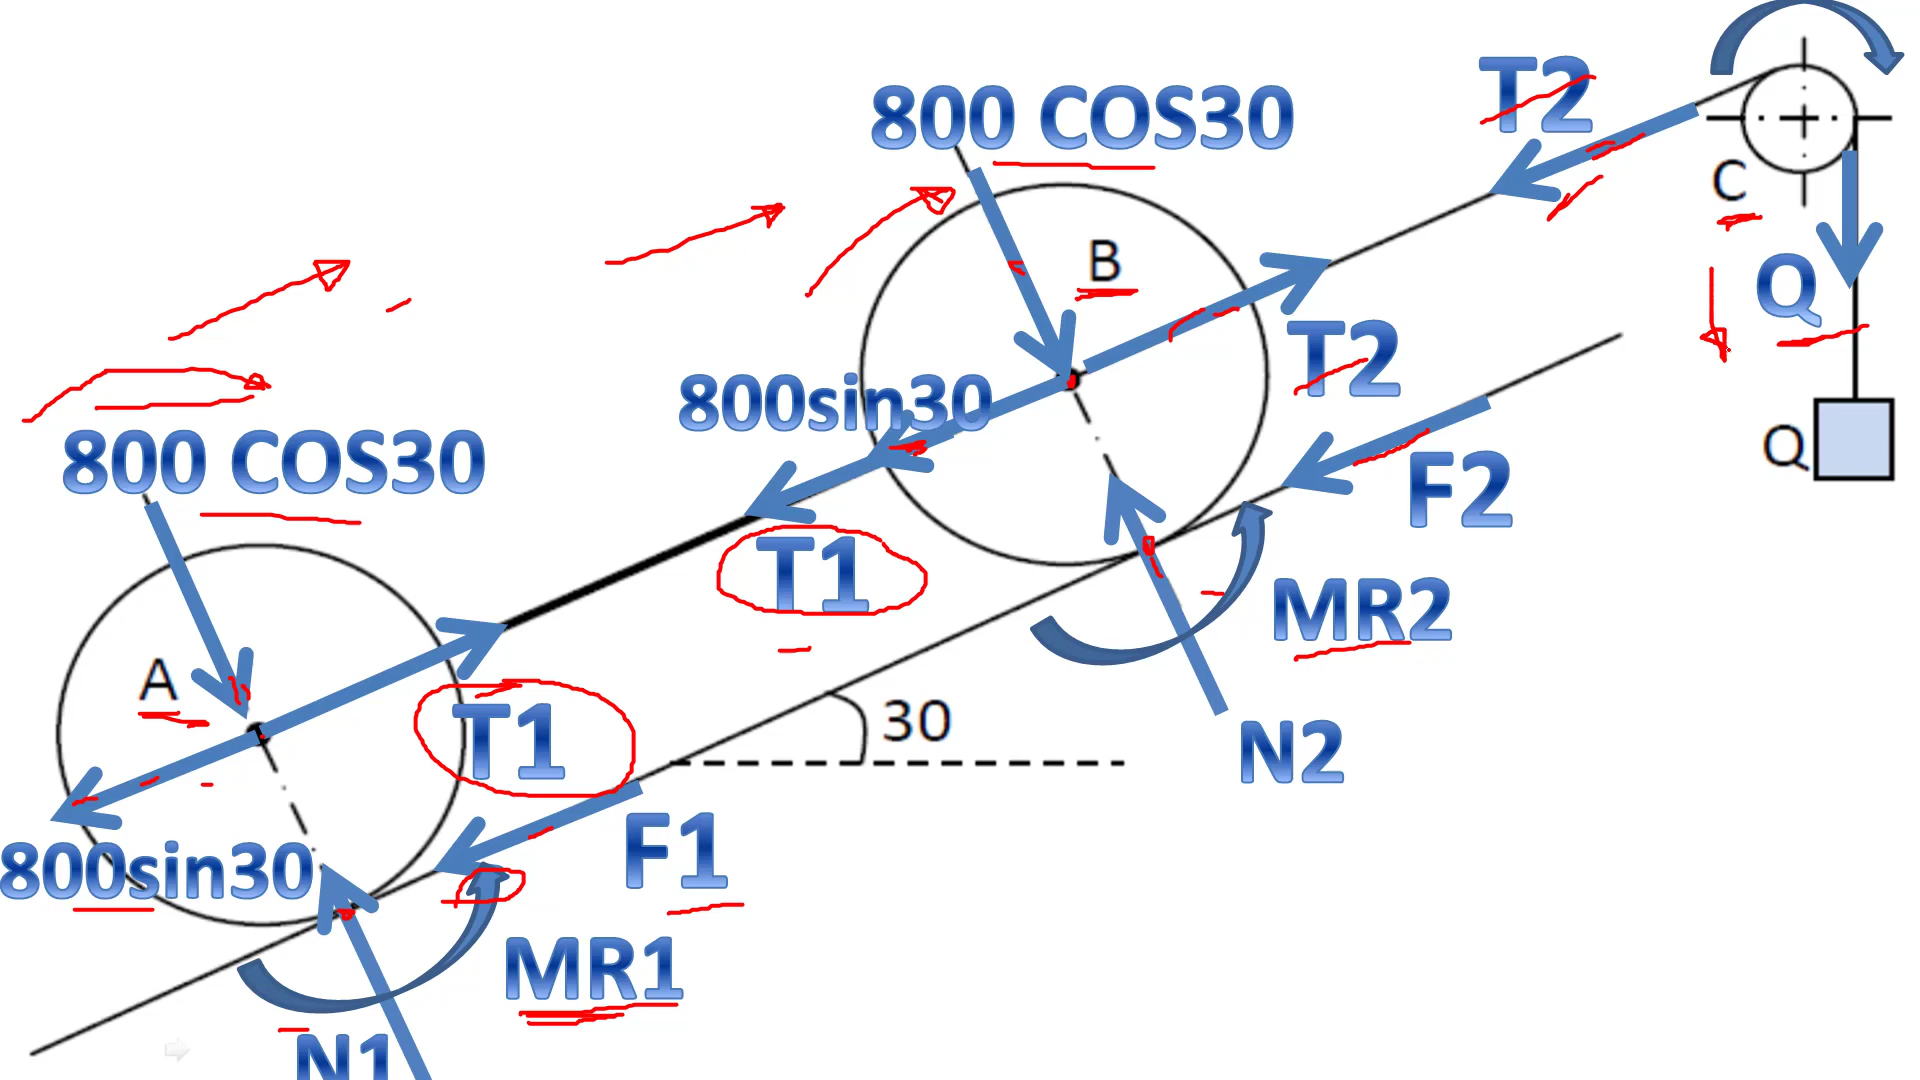 T2
800 COS30
C
B
Q
T2
800sin30
800 COS30
Q
F2
T1
MR2
A
T1
30
N2
F1
800sin30
MR1
N1